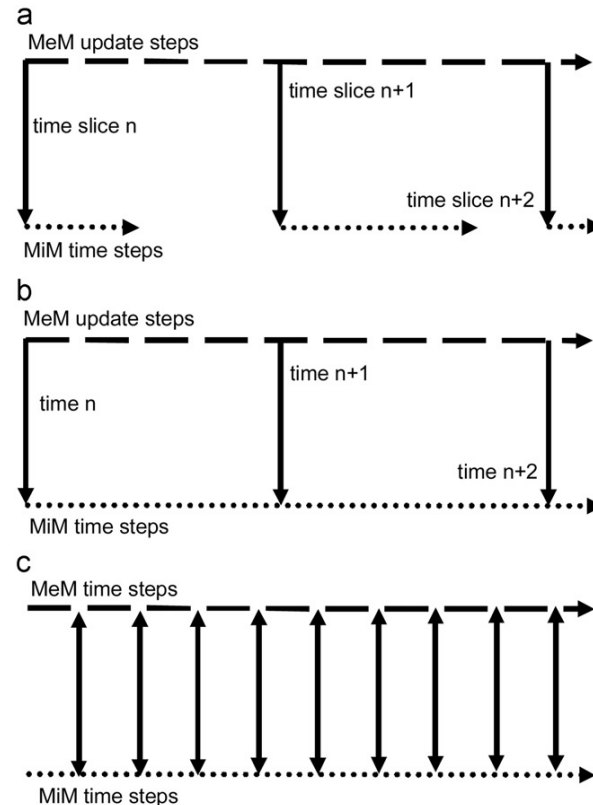 a
MeM update steps
time slice n
time slice n+1
time slice n+2
MiM time steps
b
MeM update steps
time n
time n+1
time n+2
MiM time steps
c
MeM time steps
MiM time steps